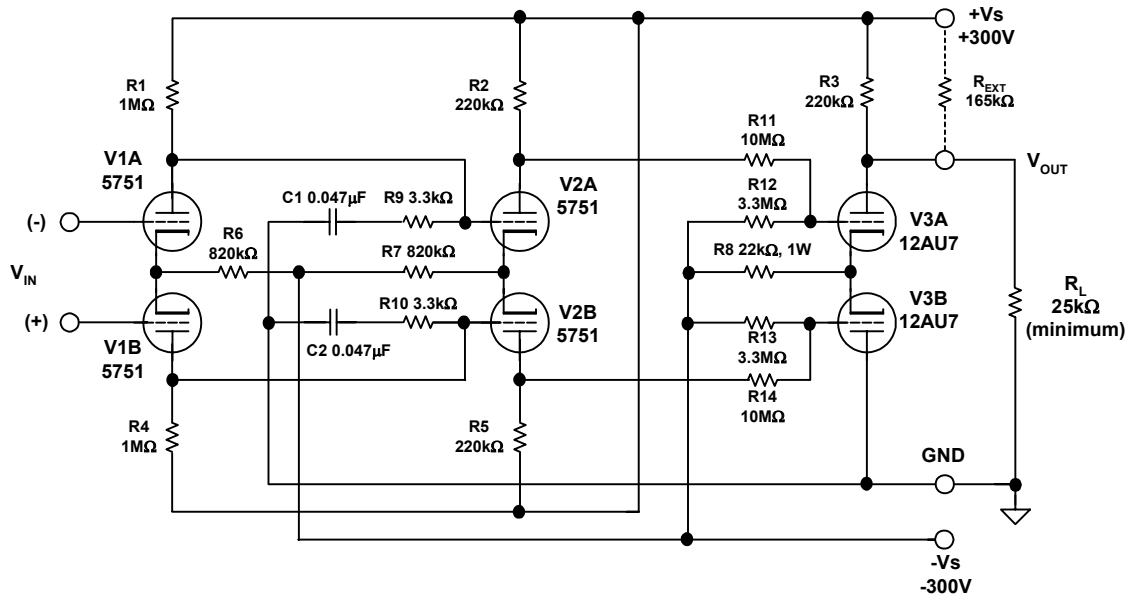 +Vs
+300V
R1
1MΩ
R2
220kΩ
R3
220kΩ
R_EXT
165kΩ
R11
10MΩ
V1A
5751
V_OUT
V2A
5751
R12
3.3MΩ
C1 0.047µF
R9 3.3kΩ
(-)
V3A
12AU7
R6
820kΩ
R7 820kΩ
R8 22kΩ, 1W
V_IN
R_L
25kΩ
(minimum)
R10 3.3kΩ
V3B
12AU7
(+)
V2B
5751
C2 0.047µF
V1B
5751
R13
3.3MΩ
R14
10MΩ
R4
1MΩ
R5
220kΩ
GND
-Vs
-300V